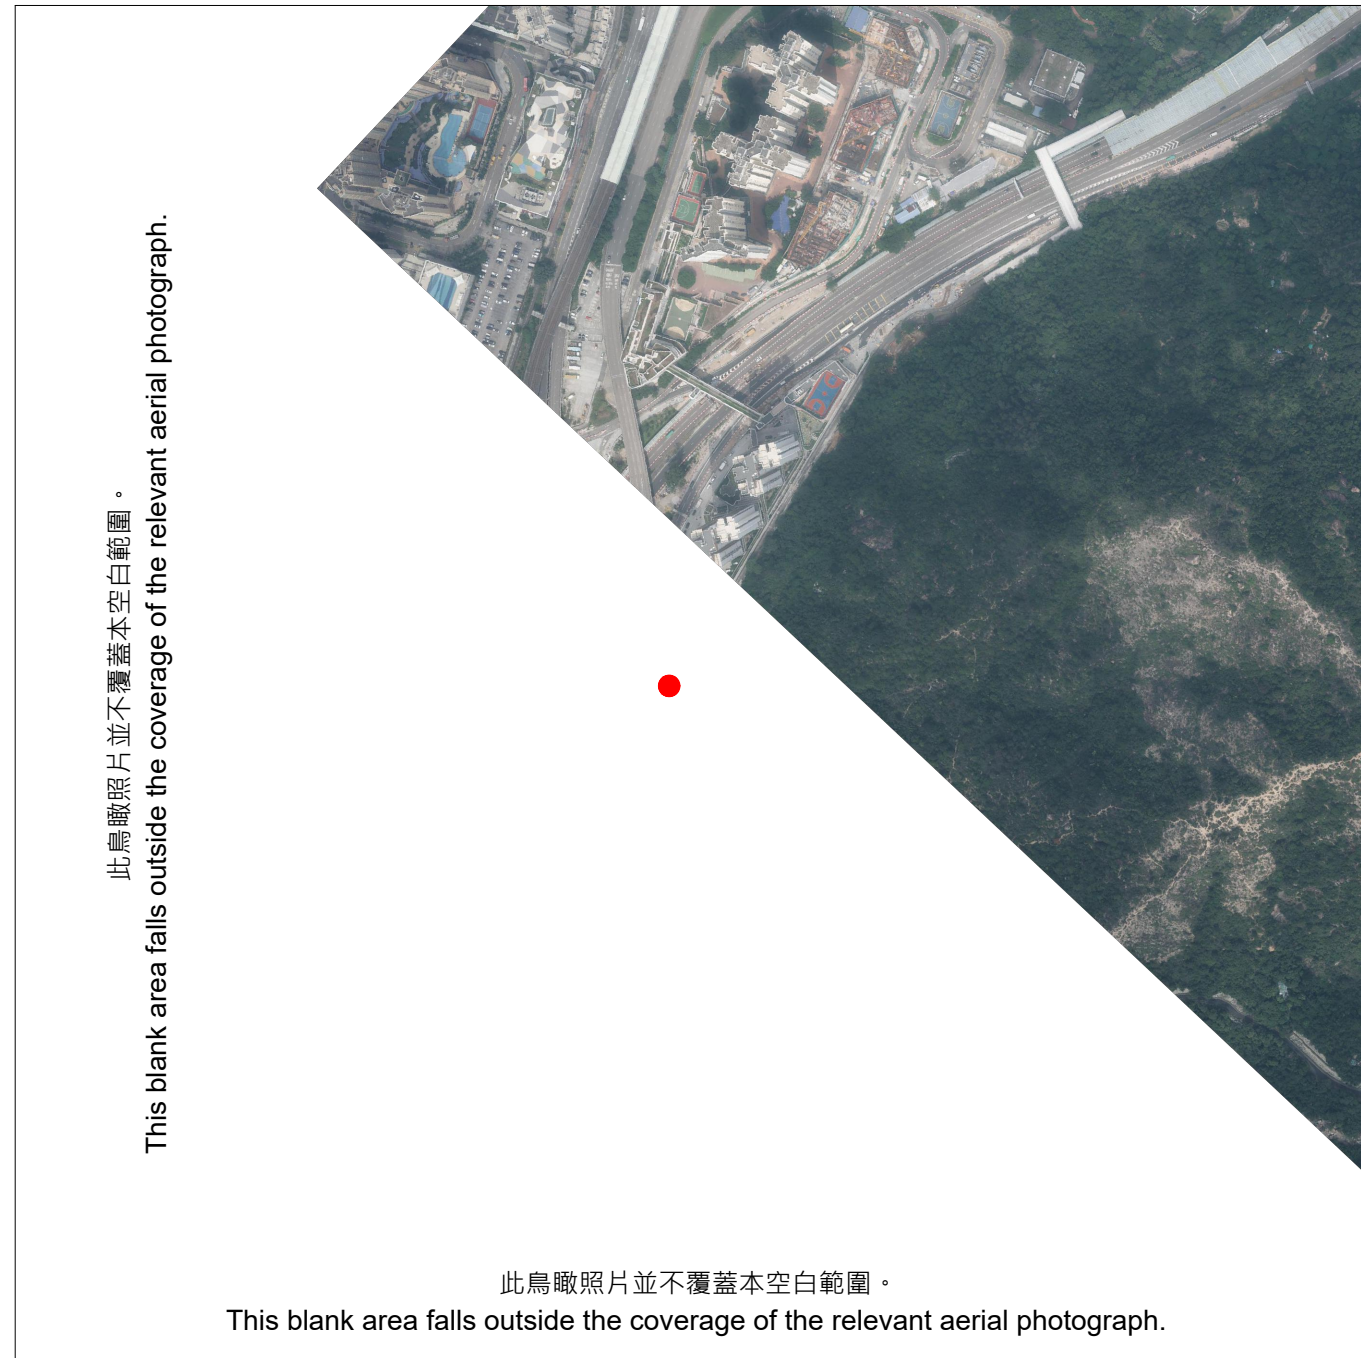 此鳥瞰照片並不覆蓋本空白範圍。
This blank area falls outside the coverage of the relevant aerial photograph.
此鳥瞰照片並不覆蓋本空白範圍。
This blank area falls outside the coverage of the relevant aerial photograph.